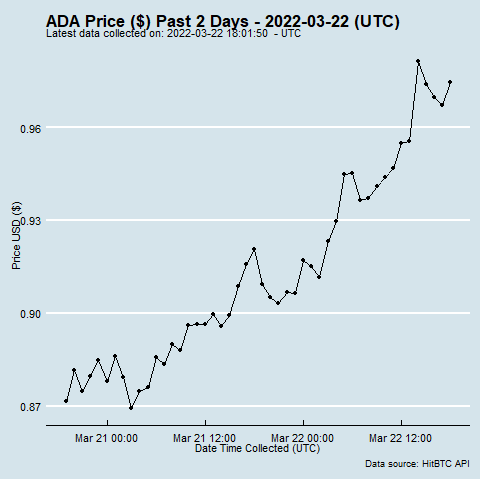 ADA Price ($) Past 2 Days - 2022-03-22 (UTC)
Latest data collected on: 2022-03-22 18:01:50  - UTC
0.96
0.93
0.90
0.87
Price USD ($)
Mar 21 00:00
Mar 21 12:00
Mar 22 00:00
Mar 22 12:00
Date Time Collected (UTC)
Data source: HitBTC API